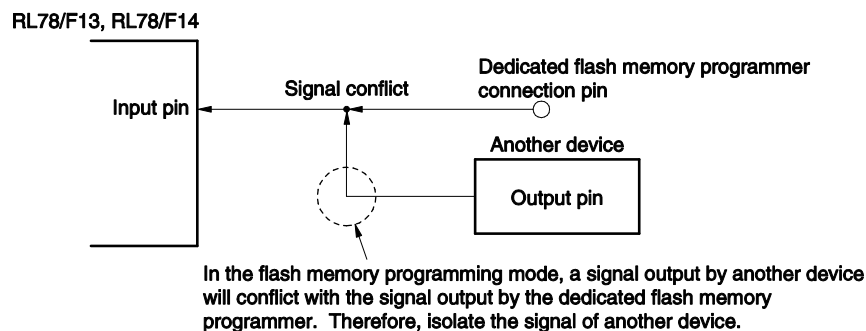 RL78/F13, RL78/F14
Dedicated flash memory programmer
connection pin
Signal conflict
Input pin
Another device
Output pin
In the flash memory programming mode, a signal output by another device
will conflict with the signal output by the dedicated flash memory
programmer.  Therefore, isolate the signal of another device.